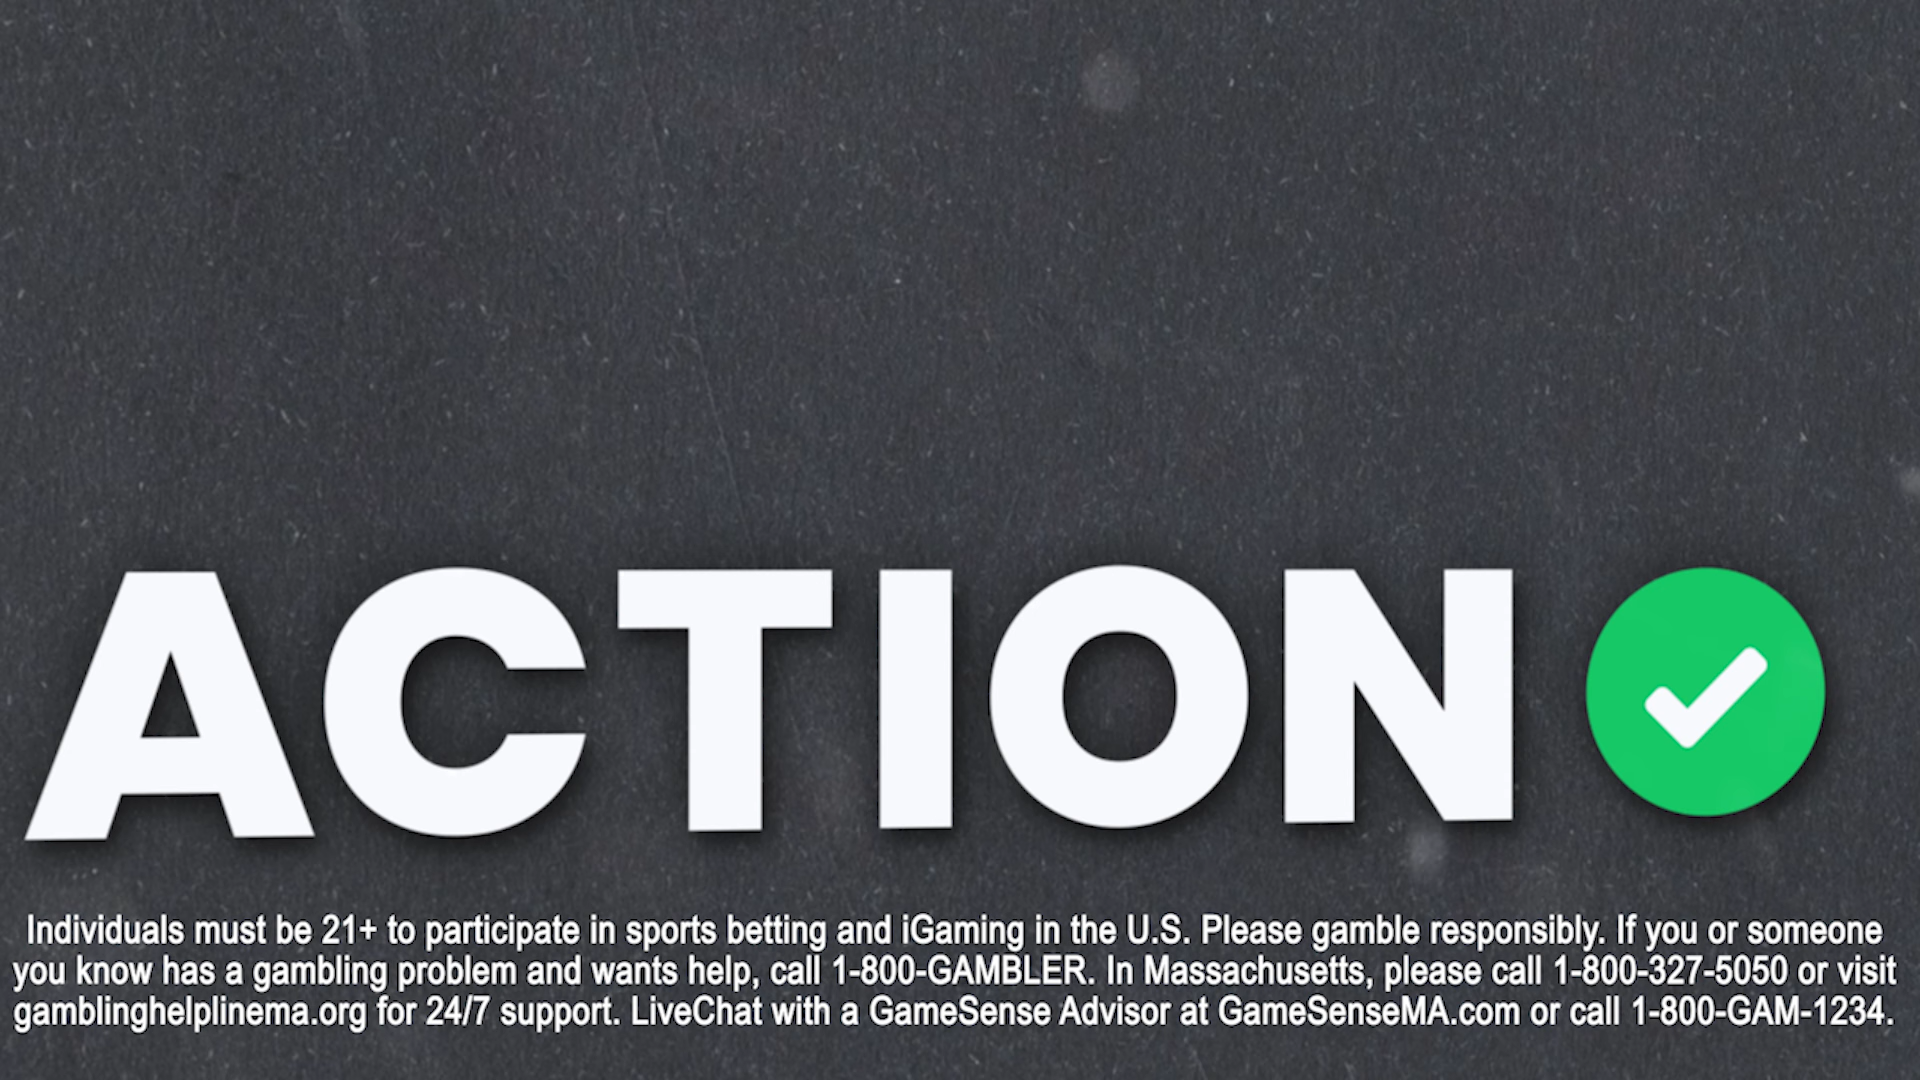 ACTION
Individuals must be 21+ to participate in sports betting and iGaming in the U.S. Please gamble responsibly. If you or someone
you know has a gambling problem and wants help, call 1-800-GAMBLER. In Massachusetts, please call 1-800-327-5050 or visit
gamblinghelplinema.org for 24/7 support. LiveChat with a GameSense Advisor at GameSenseMA.com or call 1-800-GAM-1234.